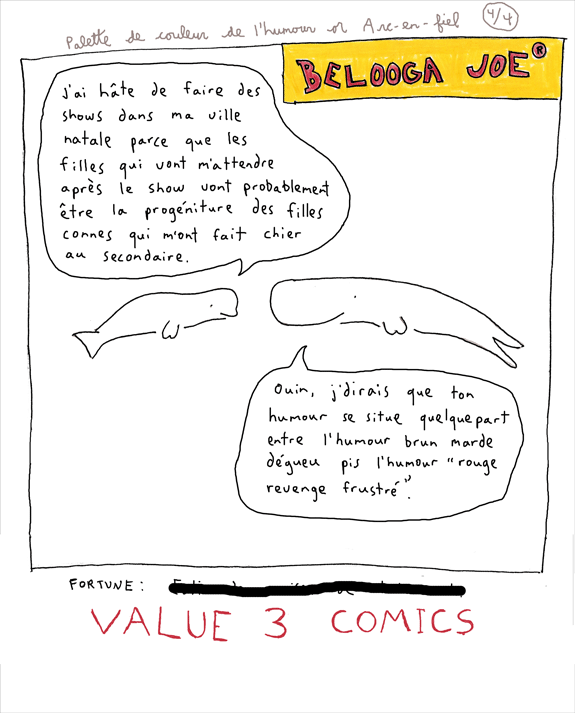 Palette de couleur de l'humour or Arc-en-fiel 4/4
BELOOGA JOE®
J'ai hâte de faire des
shows dans ma ville
natale parce que les
filles qui vont m'attendre
après le show vont probablement
être la progéniture des filles
connes qui m'ont fait chier
au secondaire.
Ouin, j'dirais que ton
humour se situe quelque part
entre l'humour brun marde
dégueu pis l'humour "rouge
revenge frustré".
FORTUNE:
VALUE 3 COMICS